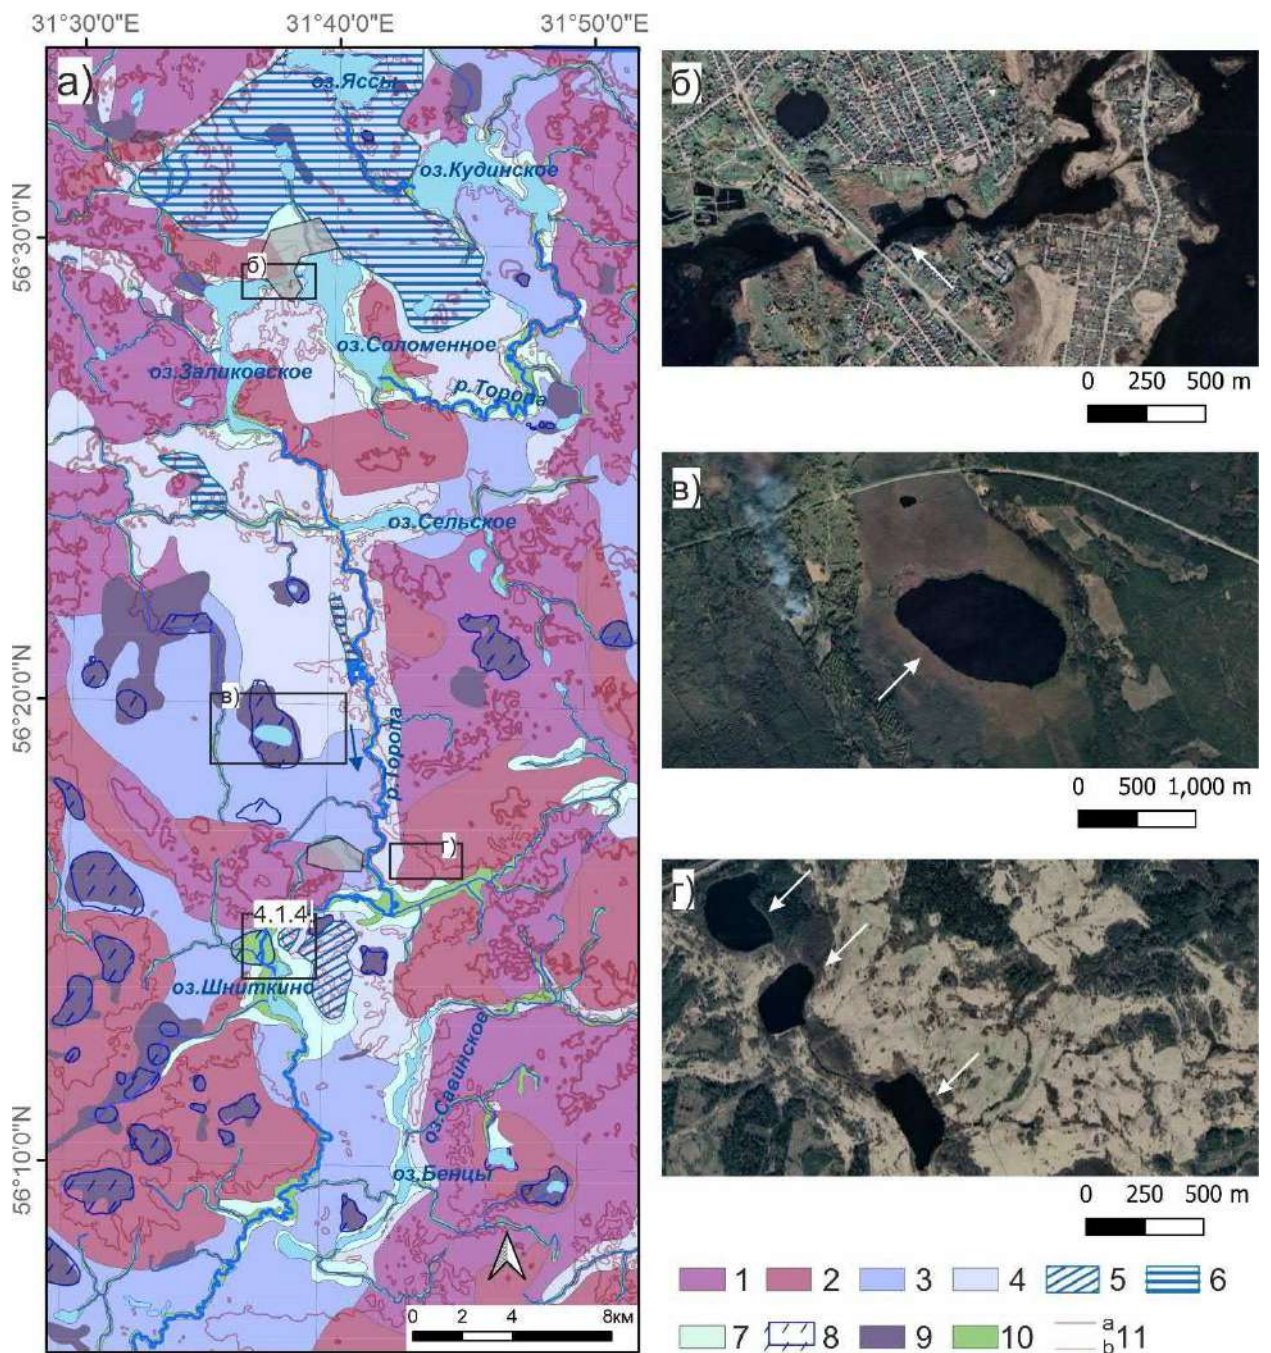 31°30'0"E
31°40'0"E
31°50'0"E
56°30'0"N
56°20'0"N
56°10'0"N
а)
оз.Яссы
оз.Кудинское
б)
оз.Соломенное
оз.Заликовское
р.Торопа
оз.Сельское
в)
р.Торопа
г)
4.1.4.
оз.Шниткино
оз.Савинское
оз.Бенцы
0 2 4 8км
б)
0 250 500 m
в)
0 500 1,000 m
г)
0 250 500 m
1 2 3 4 5 6
7 8 9 10 a b 11